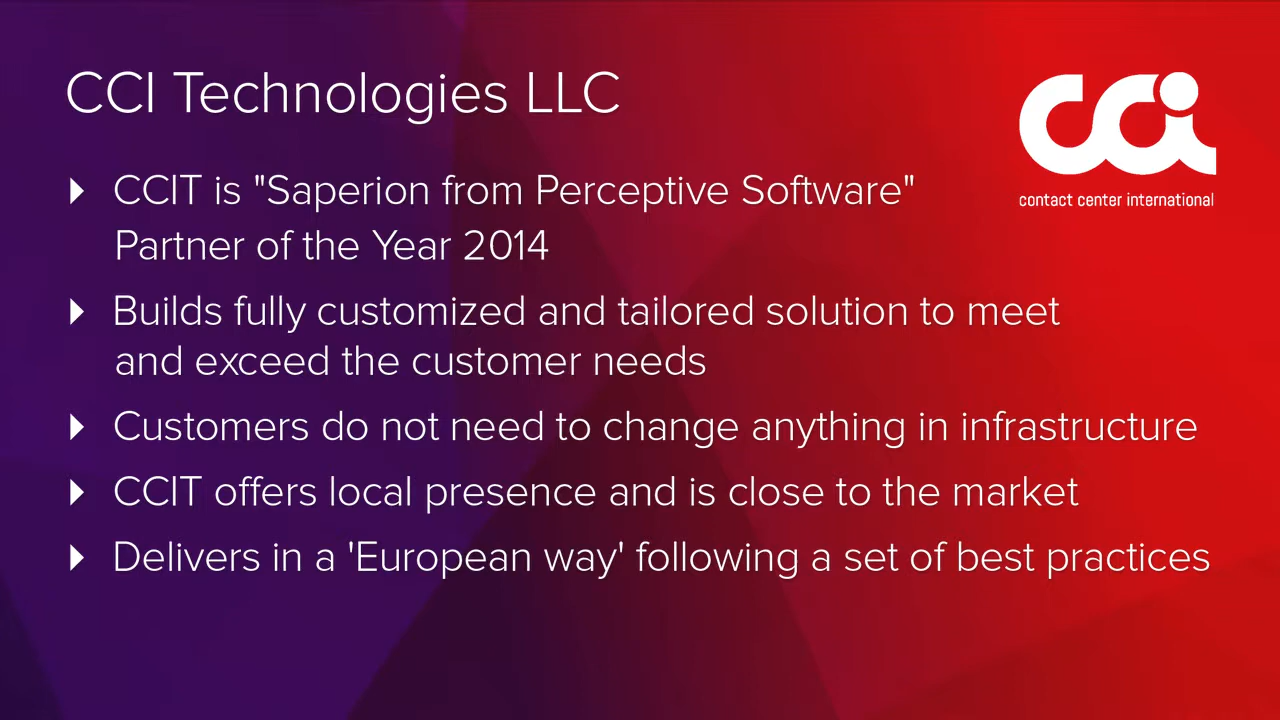 CCI Technologies LLC
cci
contact center international
CCIT is "Saperion from Perceptive Software"
Partner of the Year 2014
Builds fully customized and tailored solution to meet
and exceed the customer needs
Customers do not need to change anything in infrastructure
CCIT offers local presence and is close to the market
Delivers in a 'European way' following a set of best practices